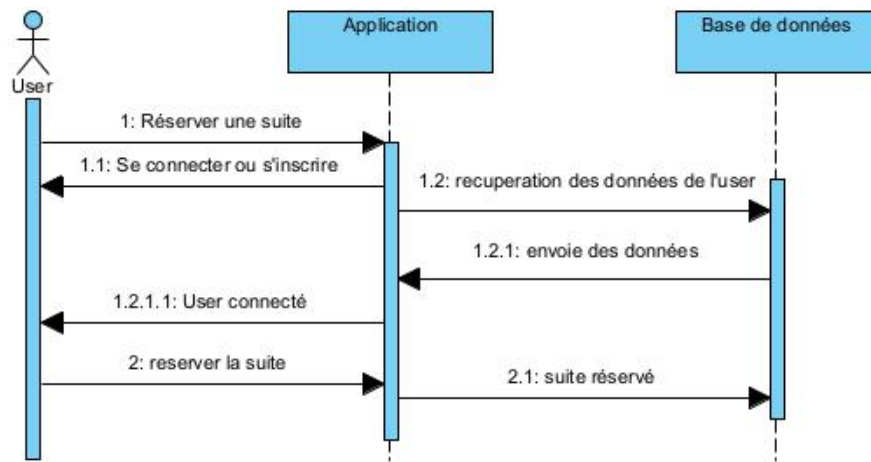 Application
Base de données
User
1: Réserver une suite
1.1: Se connecter ou s'inscrire
1.2: recuperation des données de l'user
1.2.1: envoie des données
1.2.1.1: User connecté
2: reserver la suite
2.1: suite réservé